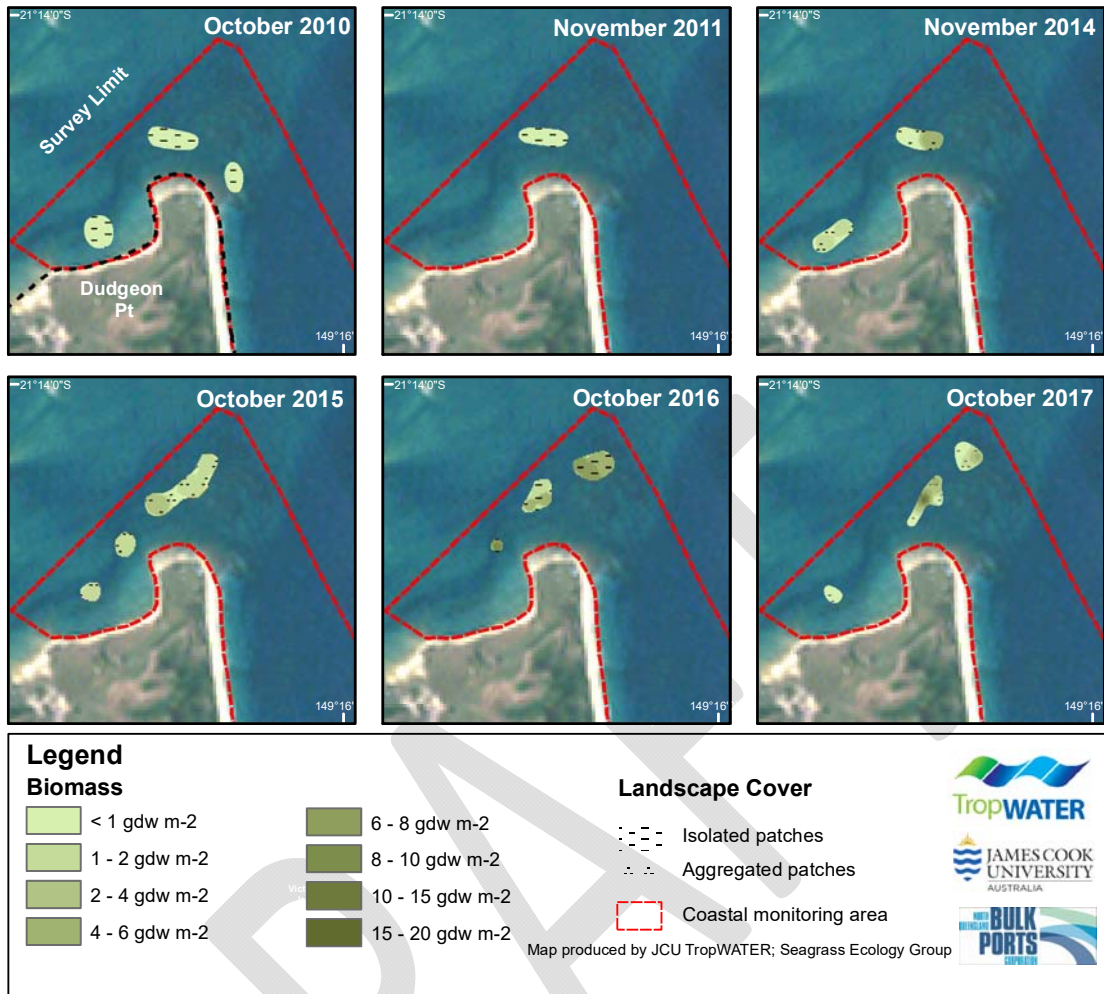 21°14'0"S
October 2010
Survey Limit
Dudgeon
Pt
149°16'
November 2011
November 2014
21°14'0"S
149°16'
21°14'0"S
October 2015
149°16'
21°14'0"S
October 2016
149°16'
21°14'0"S
October 2017
149°16'
Legend
Biomass
< 1 gdw m-2
1 - 2 gdw m-2
2 - 4 gdw m-2
4 - 6 gdw m-2
6 - 8 gdw m-2
8 - 10 gdw m-2
10 - 15 gdw m-2
15 - 20 gdw m-2
Landscape Cover
Isolated patches
Aggregated patches
Coastal monitoring area
Map produced by JCU TropWATER; Seagrass Ecology Group
TropWATER
JAMES COOK
UNIVERSITY
AUSTRALIA
NORTH
QUEENSLAND
BULK
PORTS
CORPORATION
DRAFT